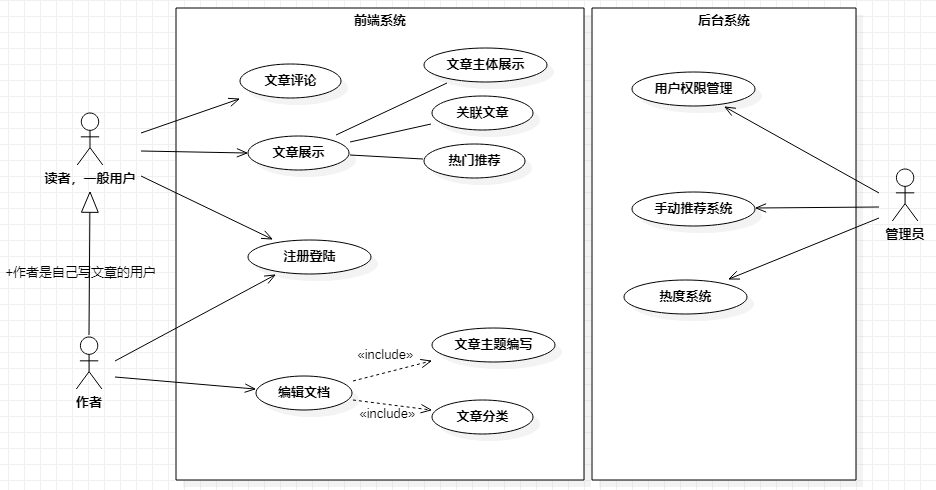 前端系统
后台系统
文章评论
文章主体展示
关联文章
文章展示
热门推荐
读者，一般用户
注册登陆
+作者是自己写文章的用户
作者
编辑文档
«include»
文章主题编写
«include»
文章分类
用户权限管理
手动推荐系统
热度系统
管理员